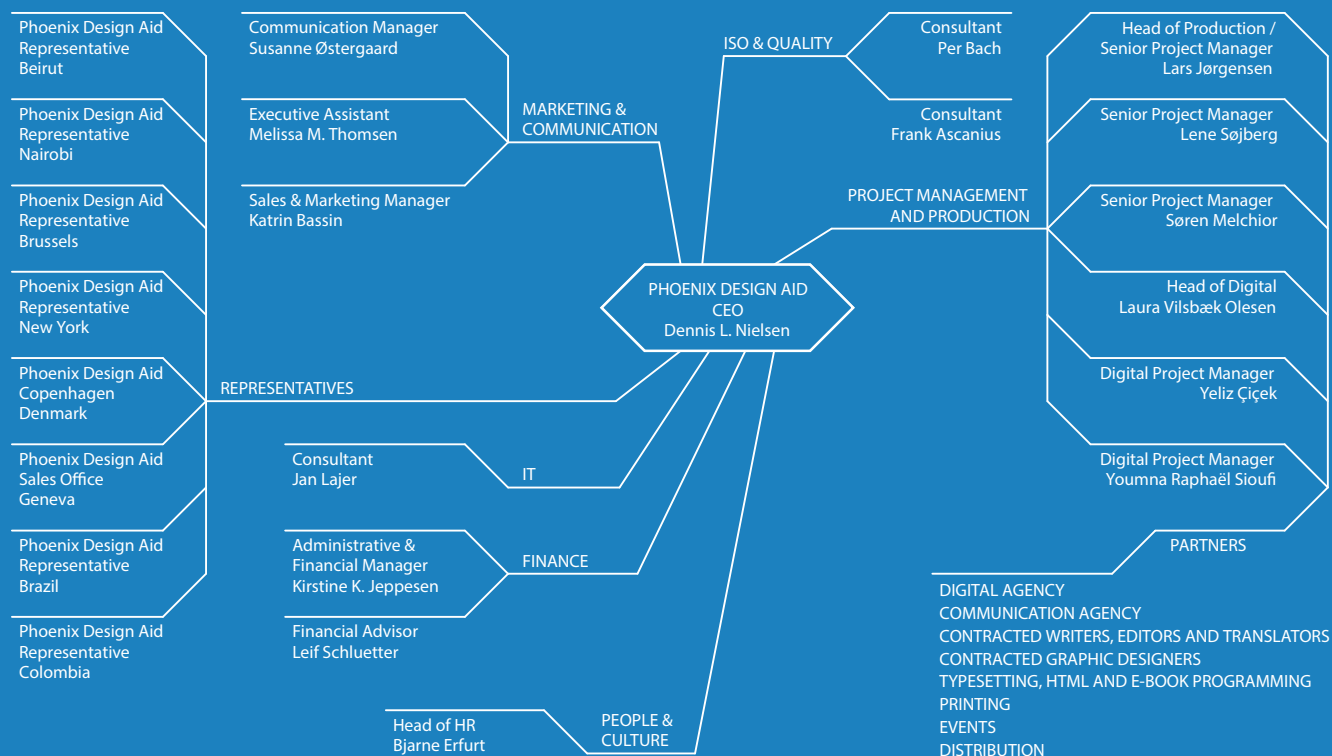 Phoenix Design Aid
Representative
Beirut
Phoenix Design Aid
Representative
Nairobi
Phoenix Design Aid
Representative
Brussels
Phoenix Design Aid
Representative
New York
Phoenix Design Aid
Copenhagen
Denmark
Phoenix Design Aid
Sales Office
Geneva
Phoenix Design Aid
Representative
Brazil
Phoenix Design Aid
Representative
Colombia
REPRESENTATIVES
Communication Manager
Susanne Østergaard
Executive Assistant
Melissa M. Thomsen
Sales & Marketing Manager
Katrin Bassin
MARKETING &
COMMUNICATION
ISO & QUALITY
Consultant
Per Bach
Consultant
Frank Ascanius
PROJECT MANAGEMENT
AND PRODUCTION
Head of Production /
Senior Project Manager
Lars Jørgensen
Senior Project Manager
Lene Søjberg
Senior Project Manager
Søren Melchior
Head of Digital
Laura Vilsbæk Olesen
Digital Project Manager
Yeliz Çiçek
Digital Project Manager
Youmna Raphaël Sioufi
PHOENIX DESIGN AID
CEO
Dennis L. Nielsen
Consultant
Jan Lajer
IT
Administrative &
Financial Manager
Kirstine K. Jeppesen
Financial Advisor
Leif Schluetter
FINANCE
Head of HR
Bjarne Erfurt
PEOPLE &
CULTURE
PARTNERS
DIGITAL AGENCY
COMMUNICATION AGENCY
CONTRACTED WRITERS, EDITORS AND TRANSLATORS
CONTRACTED GRAPHIC DESIGNERS
TYPESETTING, HTML AND E-BOOK PROGRAMMING
PRINTING
EVENTS
DISTRIBUTION